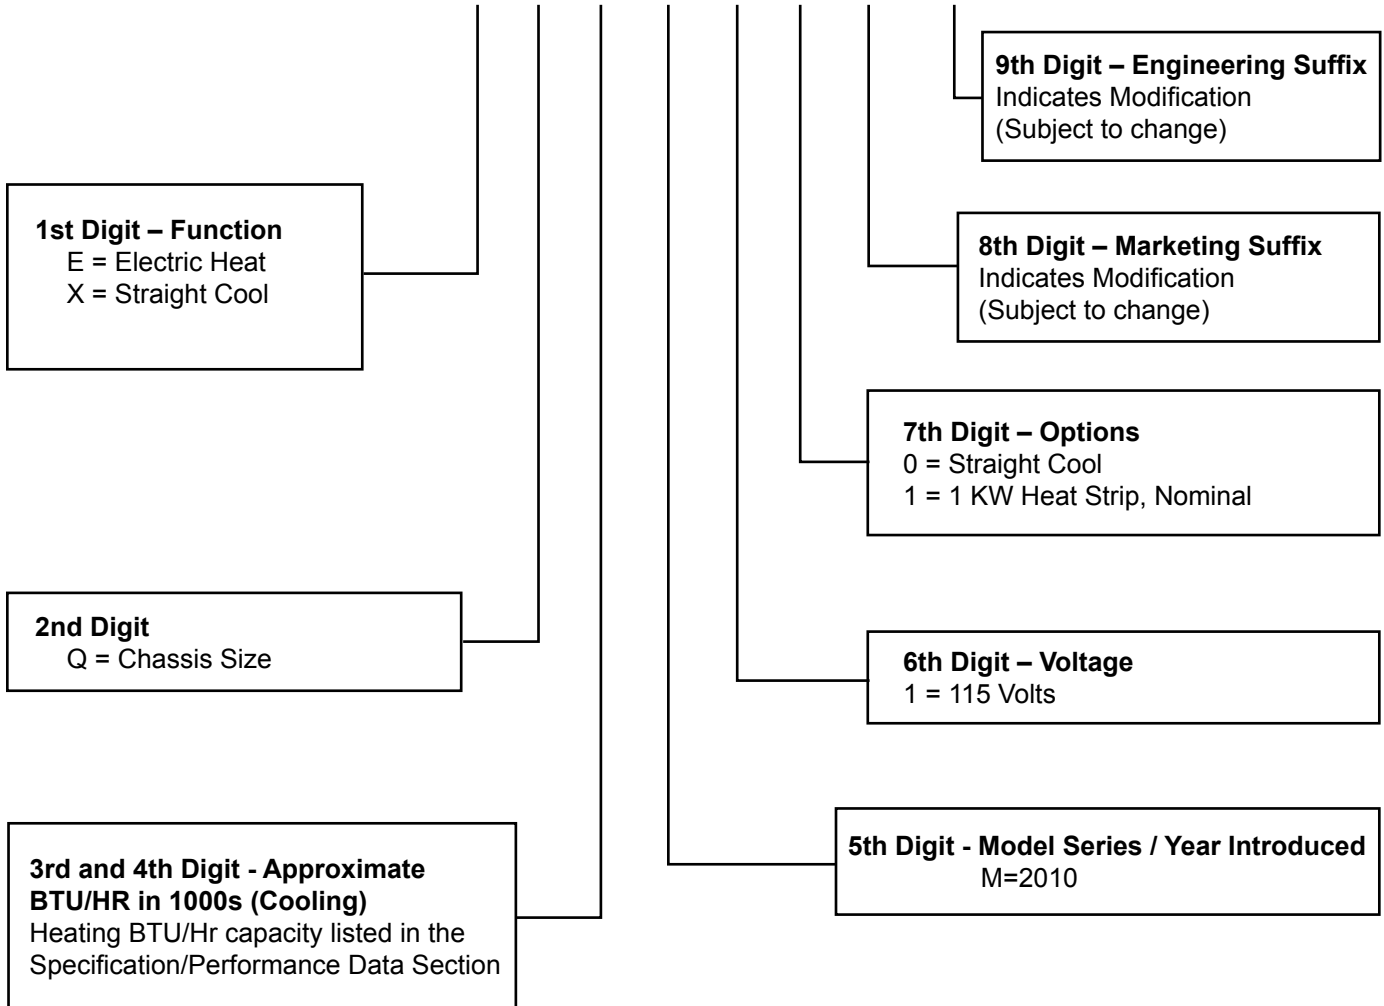 9th Digit – Engineering Suffix
Indicates Modification
(Subject to change)
1st Digit – Function
E = Electric Heat
X = Straight Cool
8th Digit – Marketing Suffix
Indicates Modification
(Subject to change)
7th Digit – Options
0 = Straight Cool
1 = 1 KW Heat Strip, Nominal
2nd Digit
Q = Chassis Size
6th Digit – Voltage
1 = 115 Volts
5th Digit - Model Series / Year Introduced
M=2010
3rd and 4th Digit - Approximate
BTU/HR in 1000s (Cooling)
Heating BTU/Hr capacity listed in the
Specification/Performance Data Section